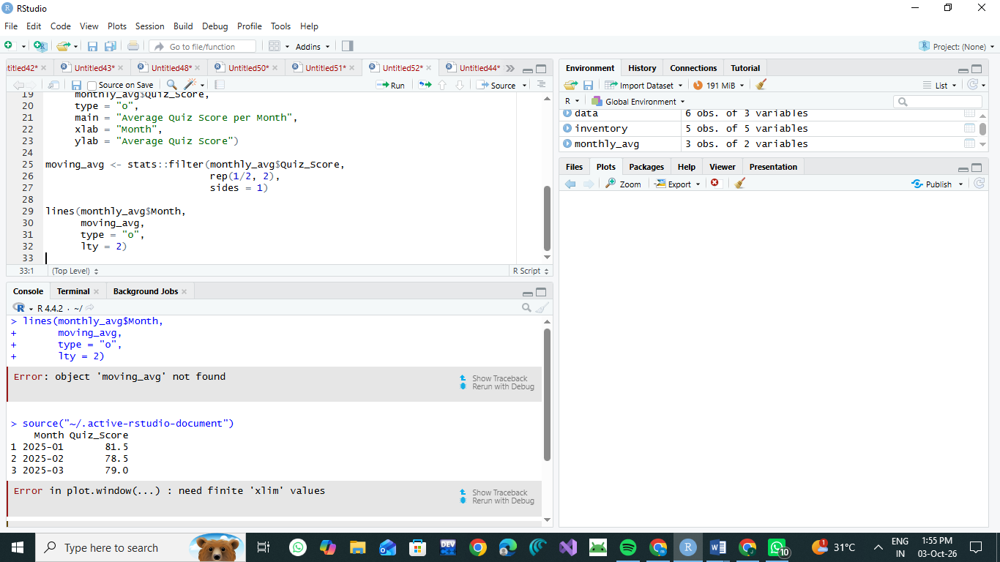 RStudio
File Edit Code View Plots Session Build Debug Profile Tools Help
Go to file/function Addins Project: (None)
ntitled42* Untitled43* Untitled48* Untitled50* Untitled51* Untitled52* Untitled44*
Source on Save Run Source
19 monthly_avg$Quiz_Score,
20 type = "o",
21 main = "Average Quiz Score per Month",
22 xlab = "Month",
23 ylab = "Average Quiz Score")
24
25 moving_avg <- stats::filter(monthly_avg$Quiz_Score,
26 rep(1/2, 2),
27 sides = 1)
28
29 lines(monthly_avg$Month,
30 moving_avg,
31 type = "o",
32 lty = 2)
33
33:1 (Top Level) R Script
Console Terminal Background Jobs
R 4.4.2 · ~/
> lines(monthly_avg$Month,
+ moving_avg,
+ type = "o",
+ lty = 2)
Error: object 'moving_avg' not found
Show Traceback
Rerun with Debug
> source("~/.active-rstudio-document")
Month Quiz_Score
1 2025-01 81.5
2 2025-02 78.5
3 2025-03 79.0
Error in plot.window(...) : need finite 'xlim' values
Show Traceback
Rerun with Debug
Environment History Connections Tutorial
Import Dataset 191 MiB List
R Global Environment
data 6 obs. of 3 variables
inventory 5 obs. of 5 variables
monthly_avg 3 obs. of 2 variables
Files Plots Packages Help Viewer Presentation
Zoom Export Publish
Type here to search
DEV
10
1
31°C
ENG
IN
1:55 PM
03-Oct-26